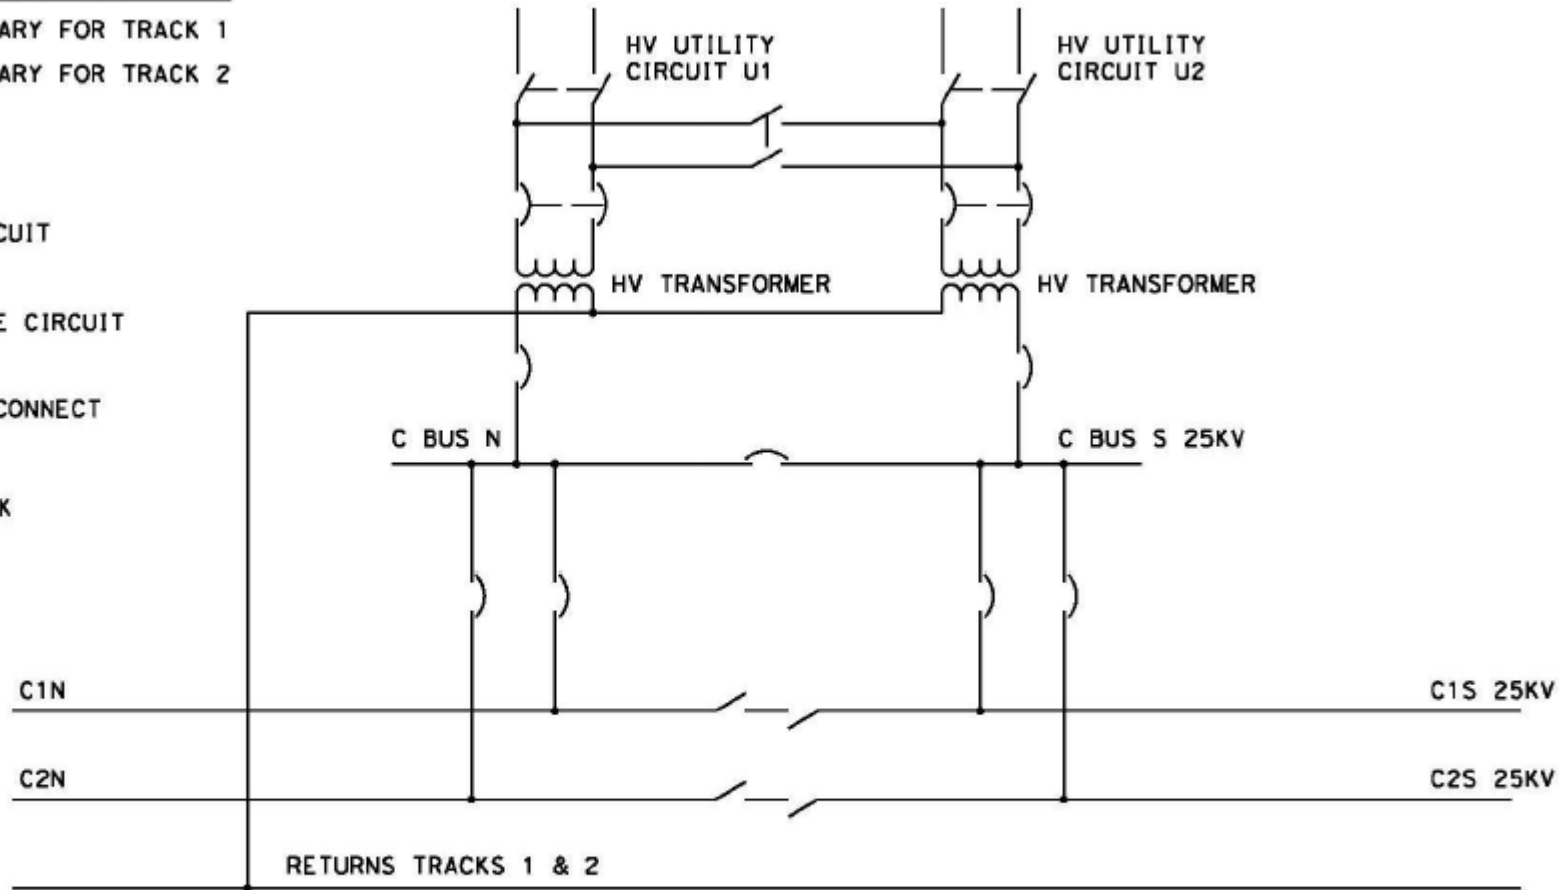 ARY FOR TRACK 1
ARY FOR TRACK 2
HV UTILITY
CIRCUIT U1
HV UTILITY
CIRCUIT U2
CUIT
HV TRANSFORMER
HV TRANSFORMER
E CIRCUIT
CONNECT
C BUS N
C BUS S 25KV
K
C1N
C1S 25KV
C2N
C2S 25KV
RETURNS TRACKS 1 & 2